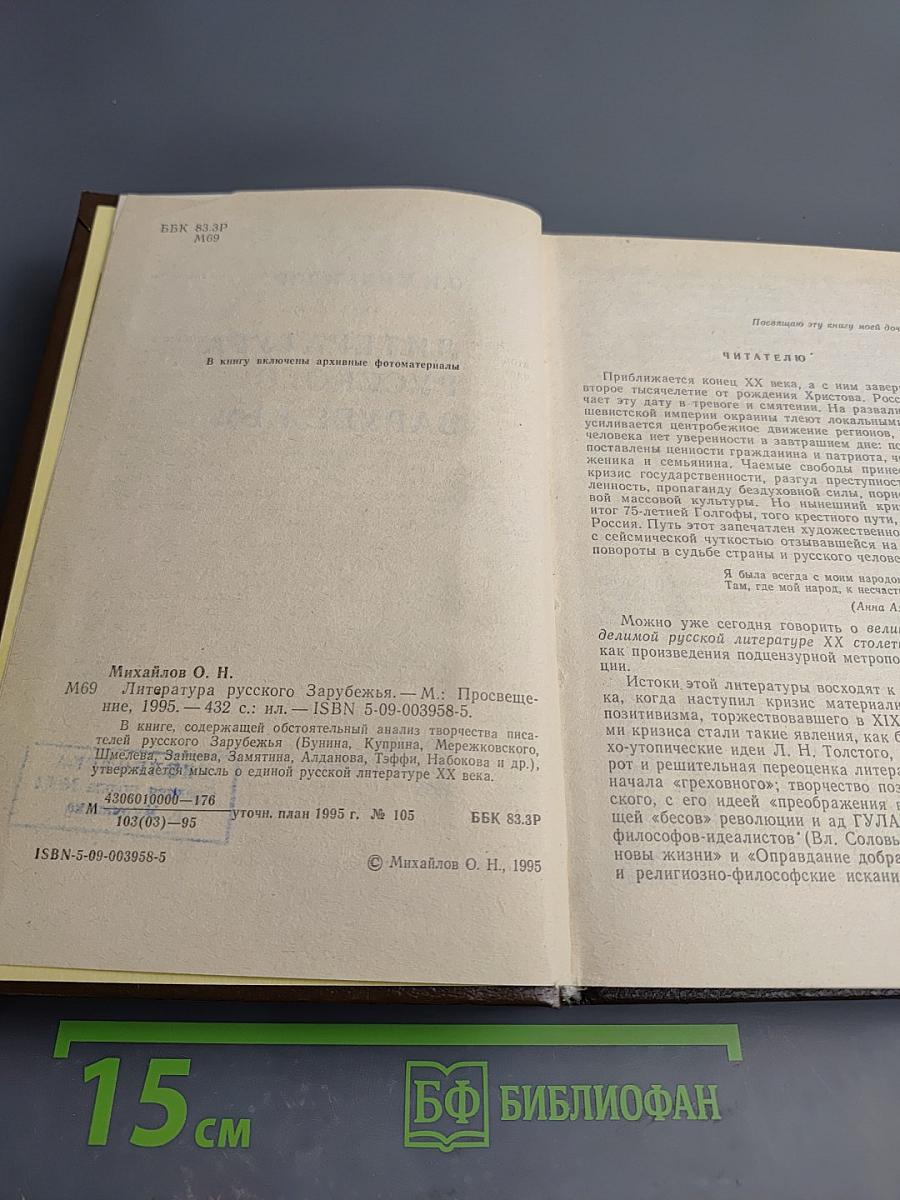 ББК 83.3Р
М69
В книгу включены архивные фотоматериалы
Михайлов О. Н.
М69 Литература русского Зарубежья. — М.: Просвеще-
ние, 1995. — 432 с.: ил. — ISBN 5-09-003958-5.
В книге, содержащей обстоятельный анализ творчества писа-
телей русского Зарубежья (Бунина, Куприна, Мережковского,
Шмелева, Зайцева, Замятина, Алданова, Тэффи, Набокова и др.),
утверждается мысль о единой русской литературе XX века.
М 4306010000—176
103(03)—95
уточн. план 1995 г. № 105
ББК 83.3Р
ISBN-5-09-003958-5
© Михайлов О. Н., 1995
Посвящаю эту книгу моей доч
ЧИТАТЕЛЮ
Приближается конец XX века, а с ним завер
второе тысячелетие от рождения Христова. Росс
чает эту дату в тревоге и смятении. На развали
шевистской империи окраины тлеют локальными
усиливается центробежное движение регионов,
человека нет уверенности в завтрашнем дне: по
поставлены ценности гражданина и патриота, ч
женика и семьянина. Чаемые свободы прине
кризис государственности, разгул преступнос
ленность, пропаганду бездуховной силы, порн
вой массовой культуры. Но нынешний кри
итог 75-летней Голгофы, того крестного пути,
Россия. Путь этот запечатлен художественно
с сейсмической чуткостью отзывавшейся на
повороты в судьбе страны и русского челове
Я была всегда с моим народо
Там, где мой народ, к несчаст
(Анна А
Можно уже сегодня говорить о вели
делимой русской литературе XX столет
как произведения подцензурной метропо
ции.
Истоки этой литературы восходят к
ка, когда наступил кризис материали
позитивизма, торжествовавшего в XIX
ми кризиса стали такие явления, как б
хо-утопические идеи Л. Н. Толстого,
рот и решительная переоценка литера
начала «греховного»; творчество поз
ского, с его идеей «преображения
щей «бесов» революции и ад ГУЛА
философов-идеалистов (Вл. Соловь
новы жизни» и «Оправдание добра
и религиозно-философские искани
15 см
БФ БИБЛИОФАН